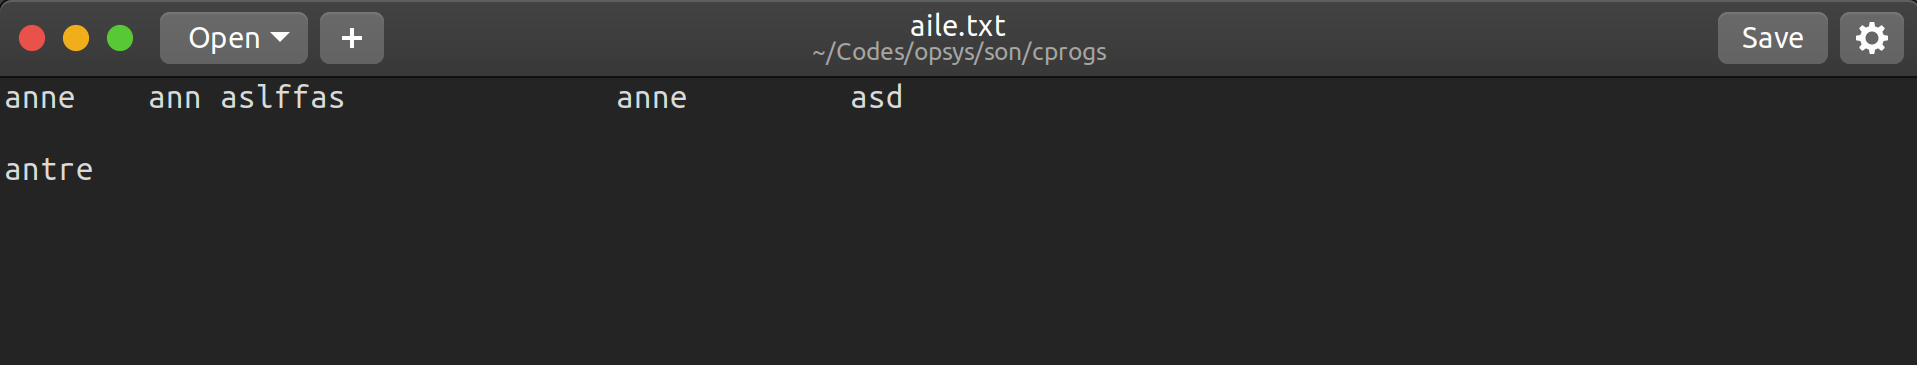 Open
aile.txt
~/Codes/opsys/son/cprogs
Save
anne    ann aslffas               anne         asd
antre